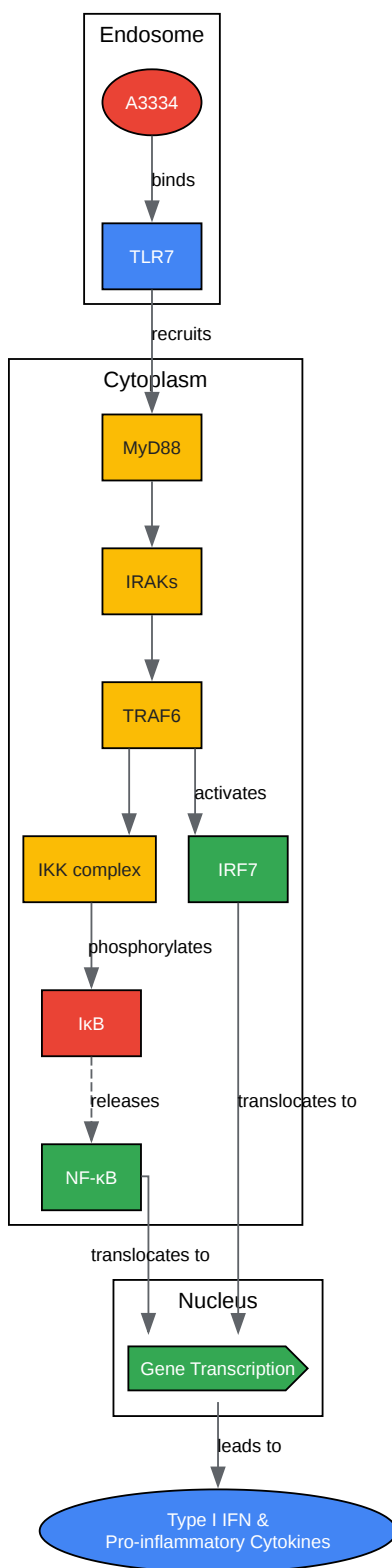 Endosome
A3334
binds
TLR7
recruits
Cytoplasm
MyD88
IRAKs
TRAF6
activates
IKK complex
IRF7
phosphorylates
IκB
releases
translocates to
NF-κB
translocates to
Nucleus
Gene Transcription
leads to
Type I IFN &
Pro-inflammatory Cytokines